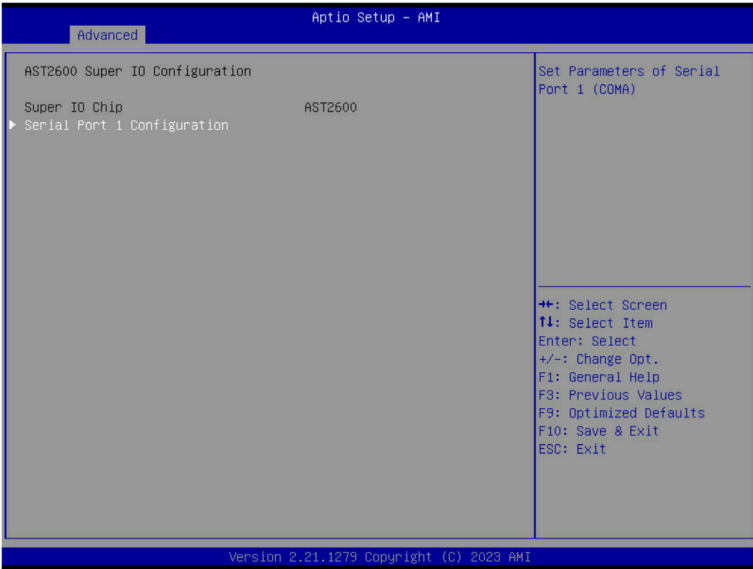 Aptio Setup – AMI
Advanced
AST2600 Super IO Configuration
Super IO Chip AST2600
▶ Serial Port 1 Configuration
Set Parameters of Serial
Port 1 (COMA)
→←: Select Screen
↑↓: Select Item
Enter: Select
+/-: Change Opt.
F1: General Help
F3: Previous Values
F9: Optimized Defaults
F10: Save & Exit
ESC: Exit
Version 2.21.1279 Copyright (C) 2023 AMI